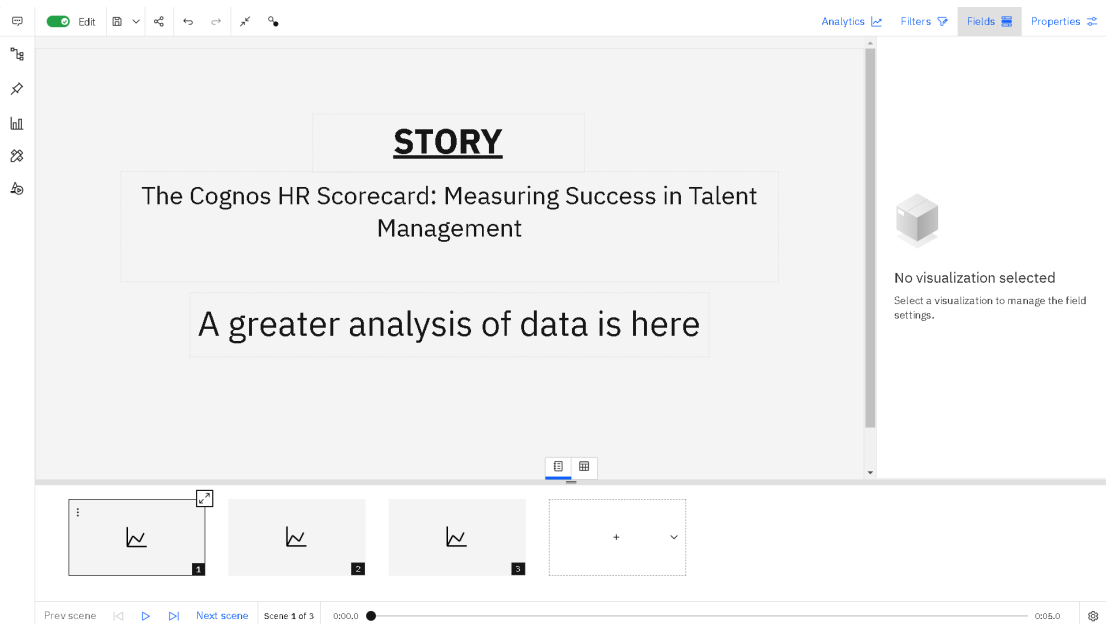 Edit
Analytics
Filters
Fields
Properties
STORY
The Cognos HR Scorecard: Measuring Success in Talent
Management
A greater analysis of data is here
No visualization selected
Select a visualization to manage the field
settings.
1
2
3
+
Prev scene
Next scene
Scene 1 of 3
0:00.0
0:05.0